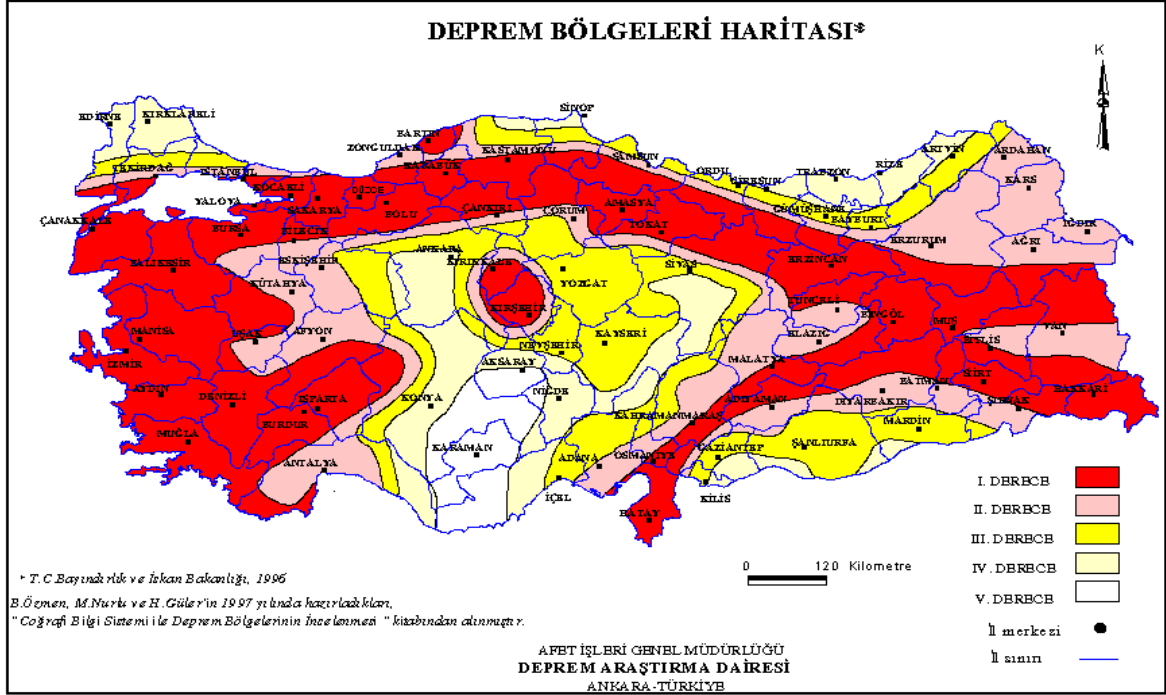 DEPREM BÖLGELERİ HARİTASI*
K
SİNOP
EDİRNE
KIRKLARELİ
BARTIN
ZONGULDAK
KASTAMONU
KARABÜK
TEKİRDAĞ
İSTANBUL
SAMSUN
ORDU
GİRESUN
TRABZON
RİZE
ARTVİN
ARDAHAN
KARS
KOCAELİ
YALOVA
SAKARYA
DÜZCE
BOLU
ÇANKIRI
ÇORUM
AMASYA
TOKAT
GÜMÜŞHANE
BAYBURT
IĞDIR
ÇANAKKALE
BURSA
BİLECİK
ANKARA
ERZURUM
AĞRI
BALIKESİR
ESKİŞEHİR
KIRIKKALE
YOZGAT
SİVAS
ERZİNCAN
KÜTAHYA
KIRŞEHİR
TUNCELİ
BİNGÖL
MUŞ
VAN
MANİSA
UŞAK
AFYON
KAYSERİ
ELAZIĞ
BİTLİS
İZMİR
NEVŞEHİR
AKSARAY
MALATYA
SİİRT
AYDIN
DENİZLİ
ISPARTA
KONYA
NİĞDE
ADIYAMAN
DİYARBAKIR
BATMAN
ŞIRNAK
HAKKARİ
BURDUR
KAHRAMANMARAŞ
MARDİN
MUĞLA
KARAMAN
ADANA
OSMANİYE
GAZİANTEP
ŞANLIURFA
ANTALYA
İÇEL
KİLİS
HATAY
I. DERECE
II. DERECE
III. DERECE
IV. DERECE
V. DERECE
İl merkezi
İl sınırı
0 120 Kilometre
* T.C.Bayındırlık ve İskan Bakanlığı, 1996
B.Özmen, M.Nurlu ve H.Güler'in 1997 yılında hazırladıkları,
"Coğrafi Bilgi Sistemi ile Deprem Bölgelerinin İncelenmesi" kitabından alınmıştır.
AFET İŞLERİ GENEL MÜDÜRLÜĞÜ
DEPREM ARAŞTIRMA DAİRESİ
ANKARA-TÜRKİYE